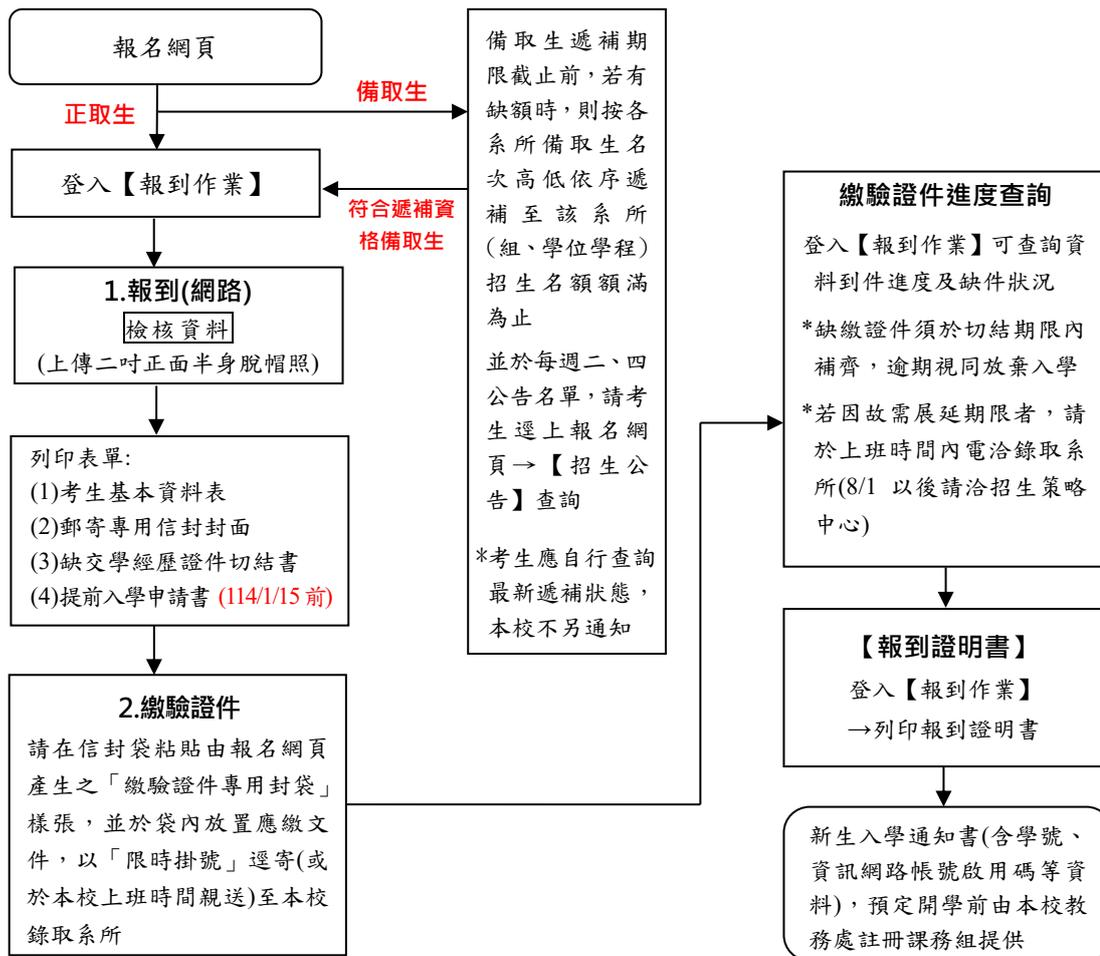 報名網頁
正取生
備取生
登入【報到作業】
符合遞補資
格備取生
1.報到(網路)
檢核資料
(上傳二吋正面半身脫帽照)
列印表單:
(1)考生基本資料表
(2)郵寄專用信封封面
(3)缺交學經歷證件切結書
(4)提前入學申請書 (114/1/15 前)
2.繳驗證件
請在信封袋粘貼由報名網頁
產生之「繳驗證件專用封袋」
樣張，並於袋內放置應繳文
件，以「限時掛號」逕寄(或
於本校上班時間親送)至本校
錄取系所
備取生遞補期
限截止前，若有
缺額時，則按各
系所備取生名
次高低依序遞
補至該系所
(組、學位學程)
招生名額額滿
為止
並於每週二、四
公告名單，請考
生逕上報名網
頁→【招生公
告】查詢
*考生應自行查詢
最新遞補狀態，
本校不另通知
繳驗證件進度查詢
登入【報到作業】可查詢資
料到件進度及缺件狀況
*缺繳證件須於切結期限內
補齊，逾期視同放棄入學
*若因故需展延期限者，請
於上班時間內電洽錄取系
所(8/1 以後請洽招生策略
中心)
【報到證明書】
登入【報到作業】
→列印報到證明書
新生入學通知書(含學號、
資訊網路帳號啟用碼等資
料)，預定開學前由本校教
務處註冊課務組提供